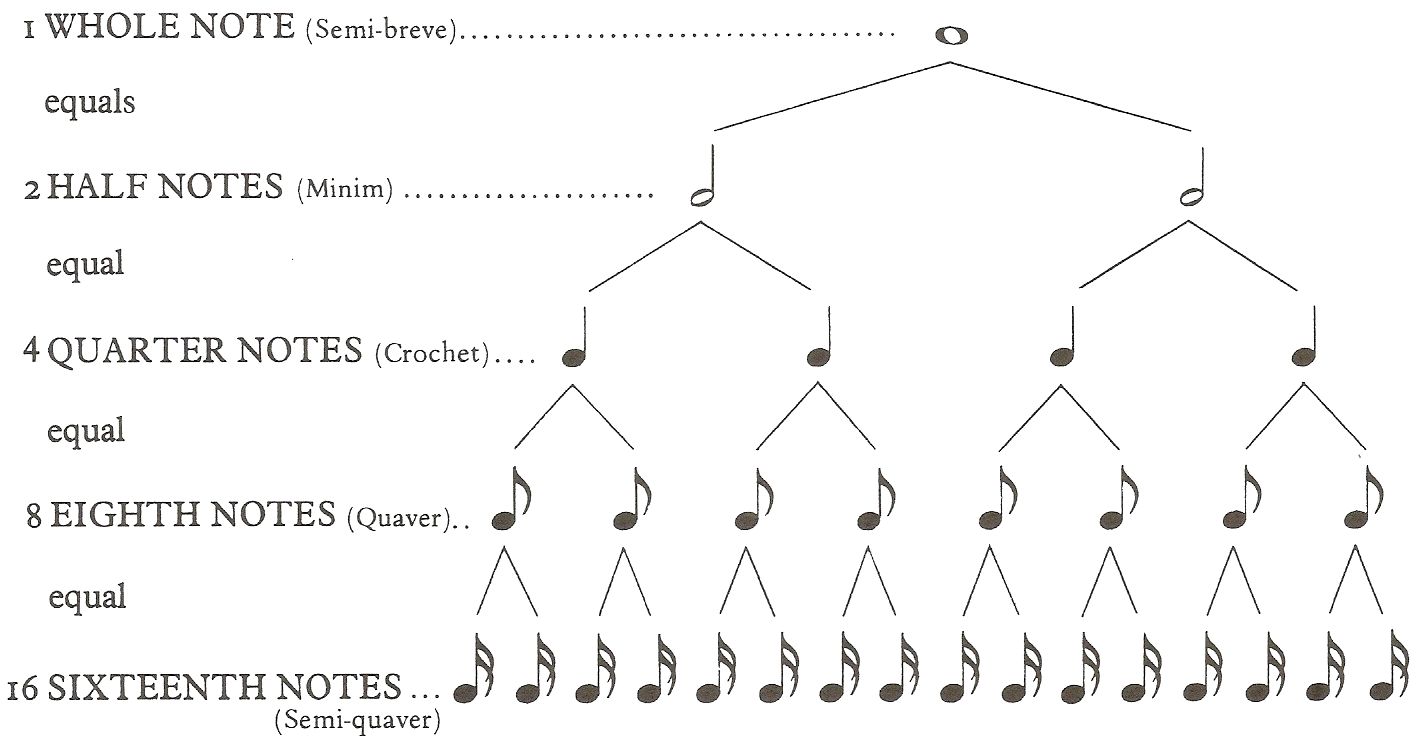 1 WHOLE NOTE (Semi-breve)........................................
equals
2 HALF NOTES (Minim) ......................
equal
4 QUARTER NOTES (Crochet)....
equal
8 EIGHTH NOTES (Quaver)..
equal
16 SIXTEENTH NOTES ...
(Semi-quaver)